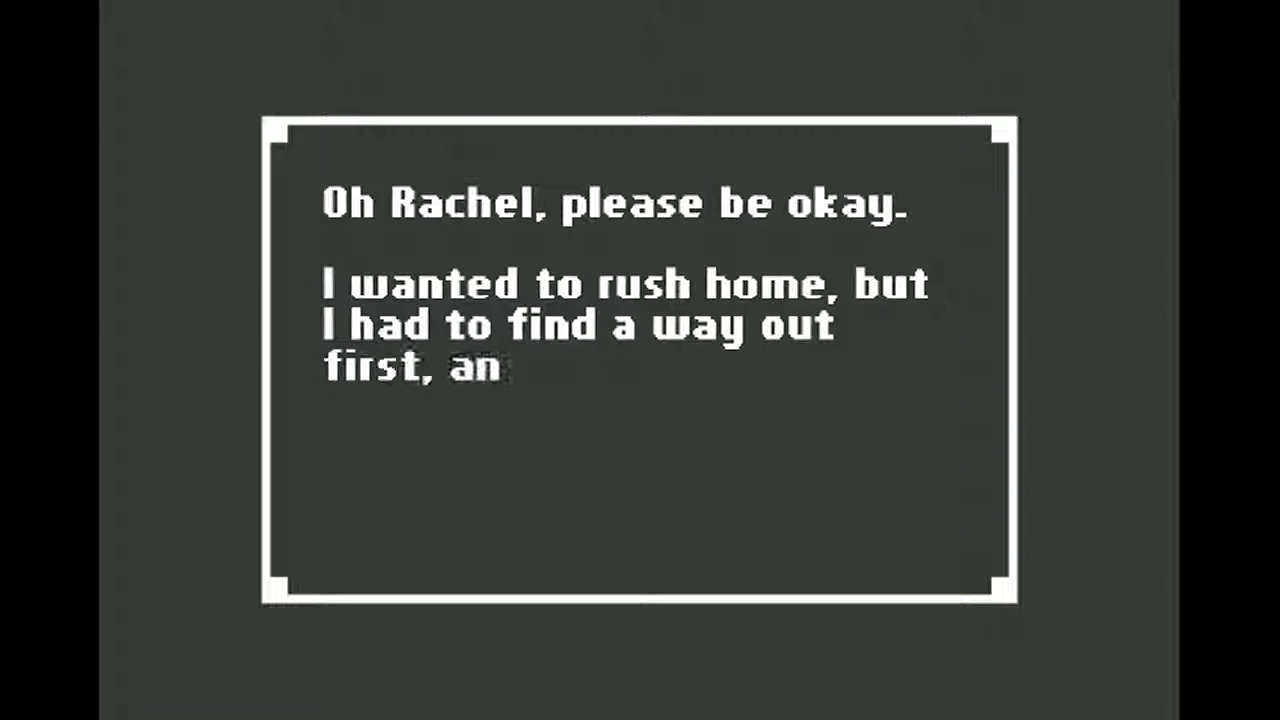 Oh Rachel, please be okay.
I wanted to rush home, but
I had to find a way out
first, an